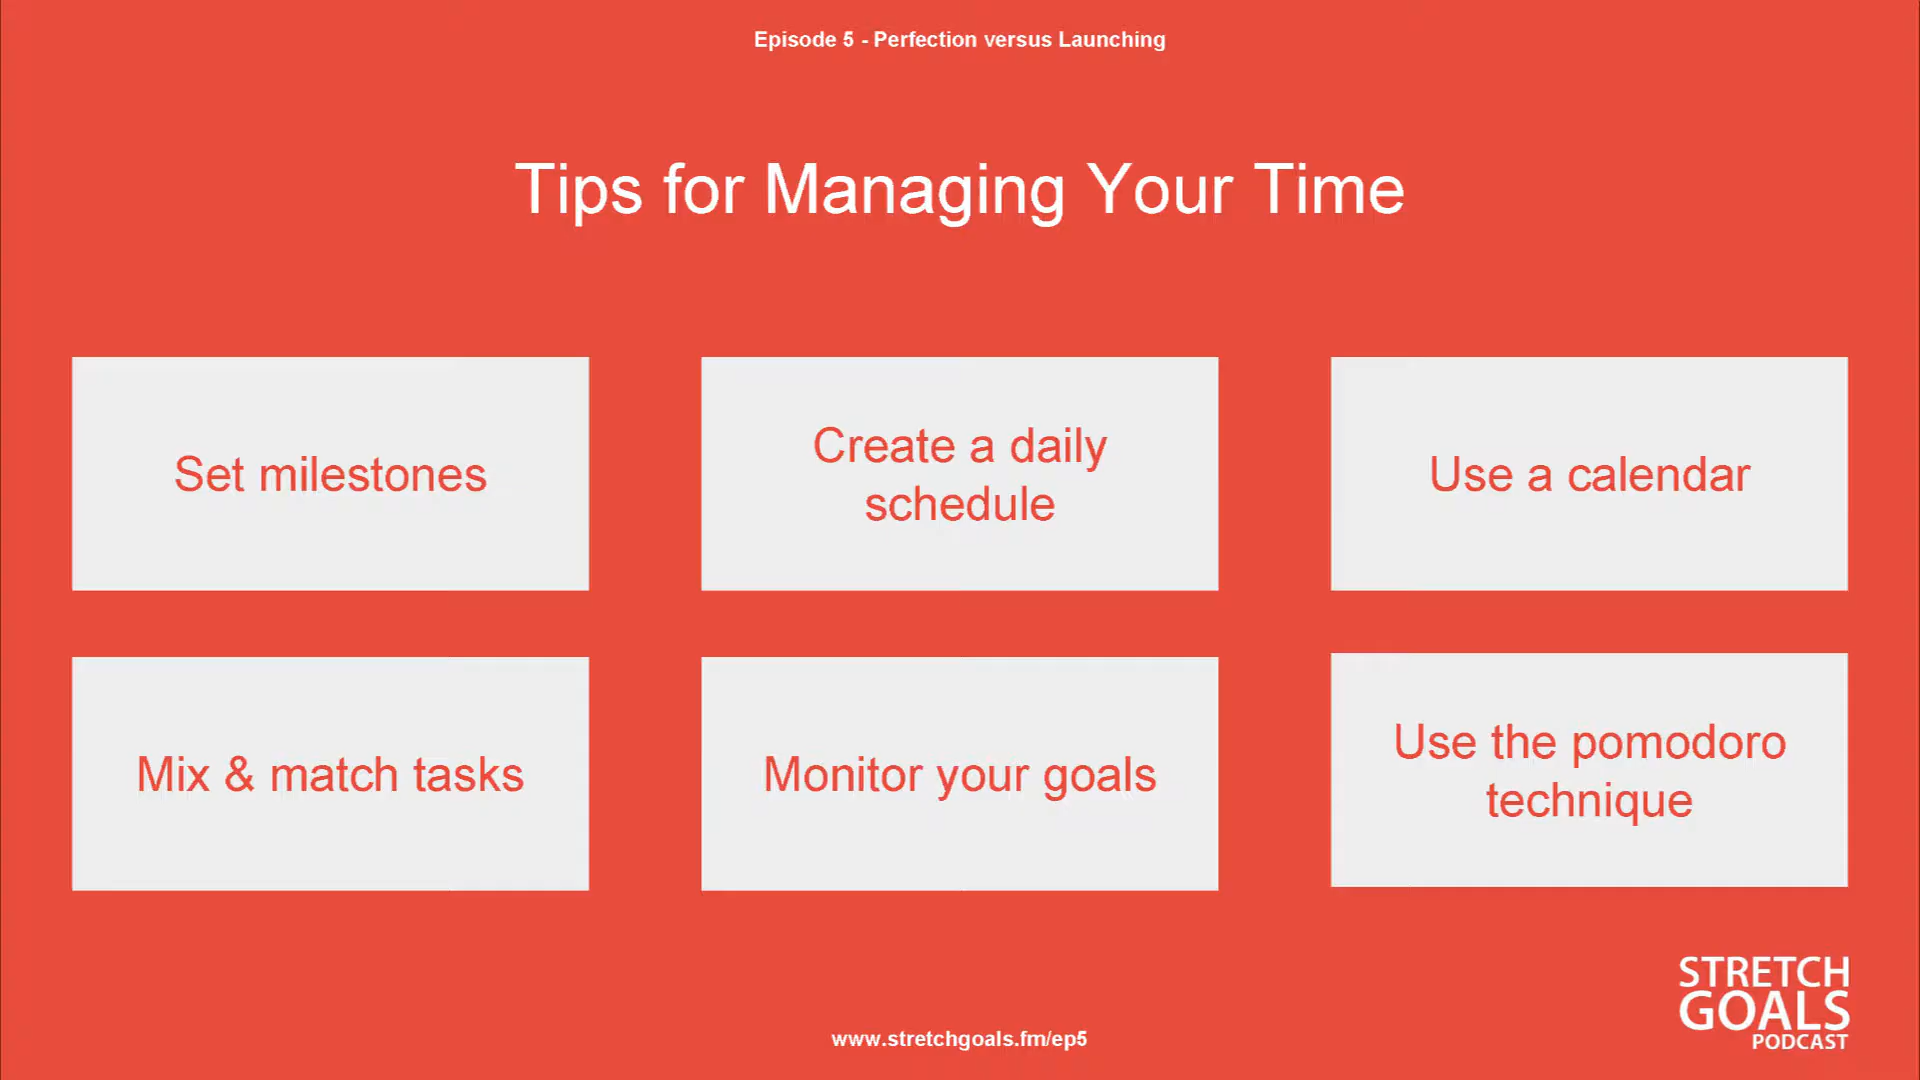 Episode 5 - Perfection versus Launching
Tips for Managing Your Time
Set milestones
Create a daily
schedule
Use a calendar
Mix & match tasks
Monitor your goals
Use the pomodoro
technique
STRETCH
GOALS
PODCAST
www.stretchgoals.fm/ep5